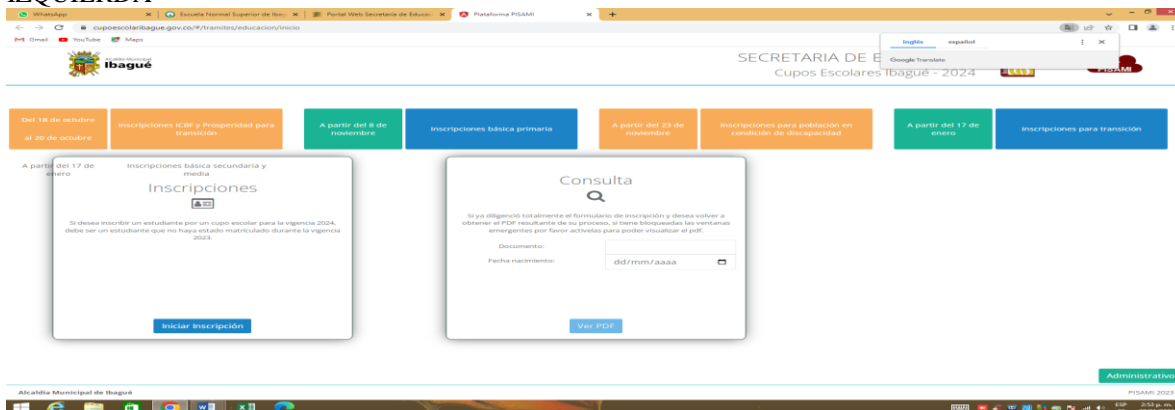 IZQUIERDA
WhatsApp
Escuela Normal Superior de Ibag
Portal Web Secretaria de Educac
Plataforma PISAMI
cupoescolaribague.gov.co/#/tramites/educacion/inicio
Gmail YouTube Maps
Inglés español
Google Translate
Alcaldía Municipal
Ibagué
SECRETARIA DE E
Cupos Escolares Ibagué - 2024
PISAMI
Del 18 de octubre
al 20 de octubre
Inscripciones ICBF y Prosperidad para
transición
A partir del 8 de
noviembre
Inscripciones básica primaria
A partir del 23 de
noviembre
Inscripciones para población en
condición de discapacidad
A partir del 17 de
enero
Inscripciones para transición
A partir del 17 de
enero
Inscripciones básica secundaria y
media
Inscripciones
Si desea inscribir un estudiante por un cupo escolar para la vigencia 2024,
debe ser un estudiante que no haya estado matriculado durante la vigencia
2023.
Iniciar Inscripción
Consulta
Si ya diligenció totalmente el formulario de inscripción y desea volver a
obtener el PDF resultante de su proceso, si tiene bloqueadas las ventanas
emergentes por favor activelas para poder visualizar el pdf.
Documento:
Fecha nacimiento:
dd/mm/aaaa
Ver PDF
Administrativo
Alcaldía Municipal de Ibagué
PISAMI 2023
ESP
2:53 p. m.